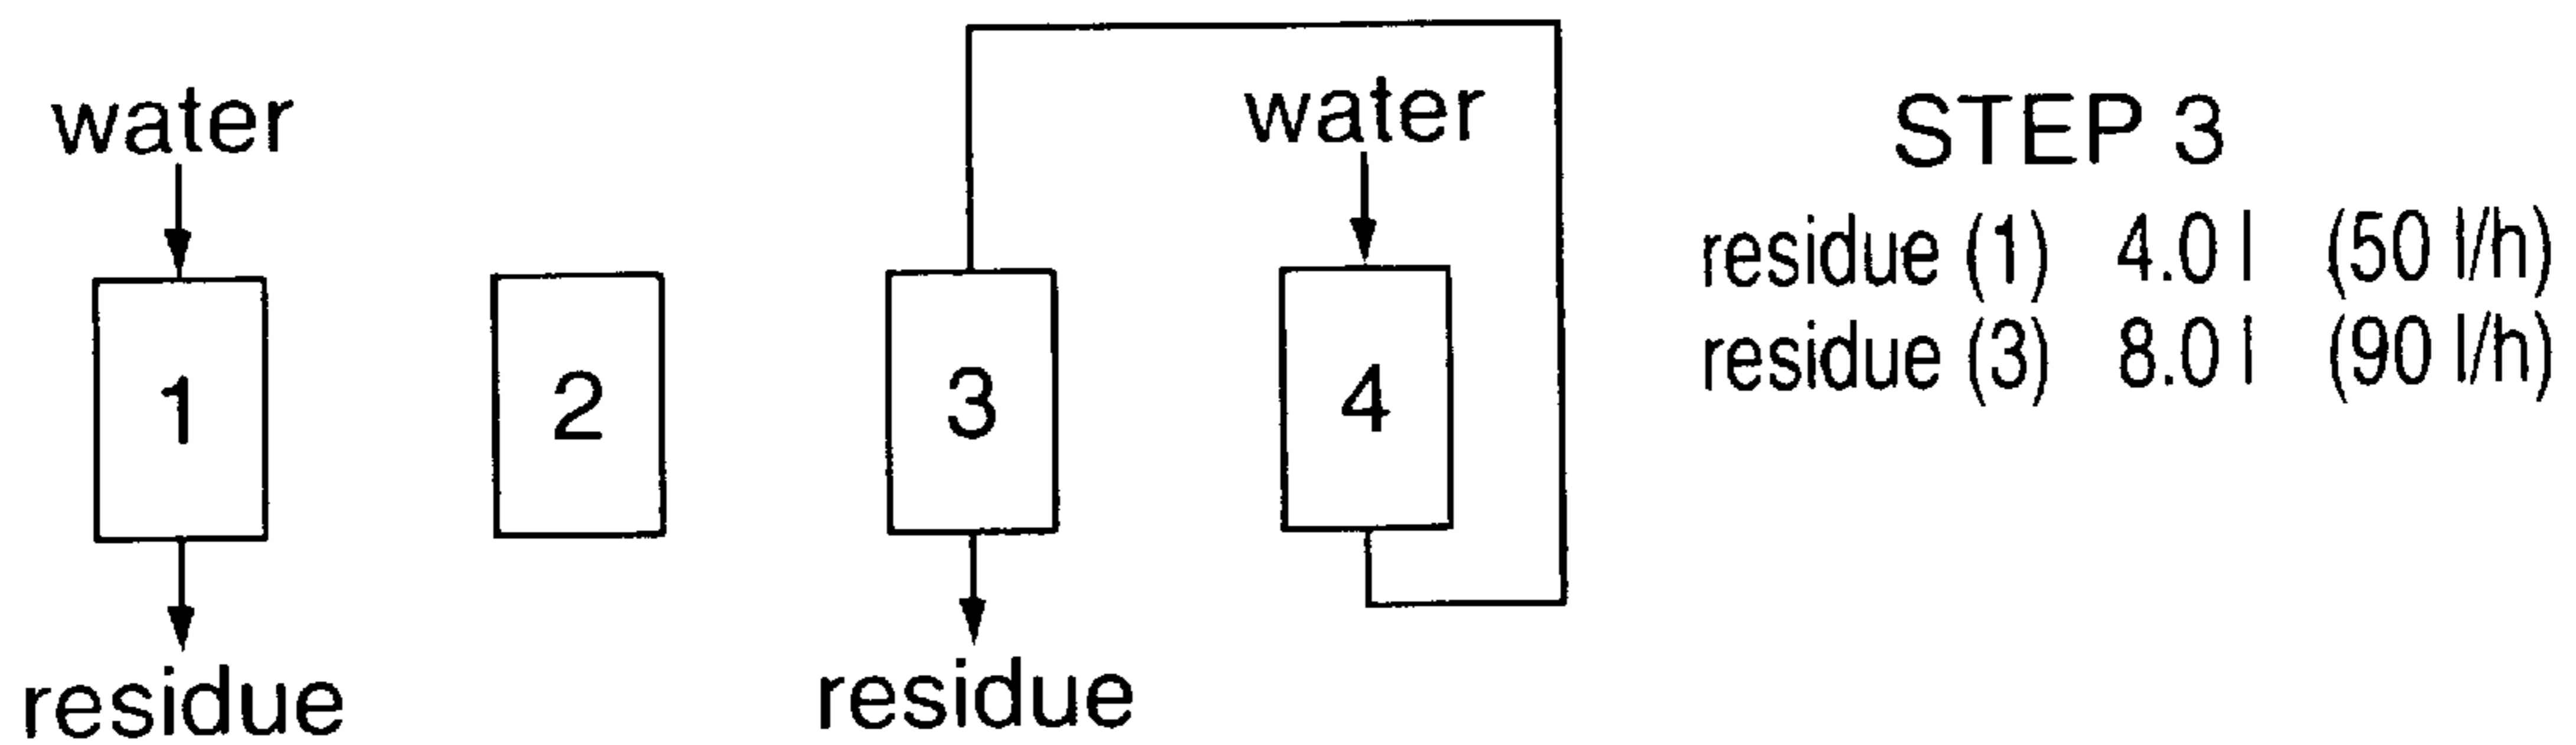 water
water
STEP 3
residue (1) 4.0 l (50 l/h)
residue (3) 8.0 l (90 l/h)
1
2
3
4
residue
residue